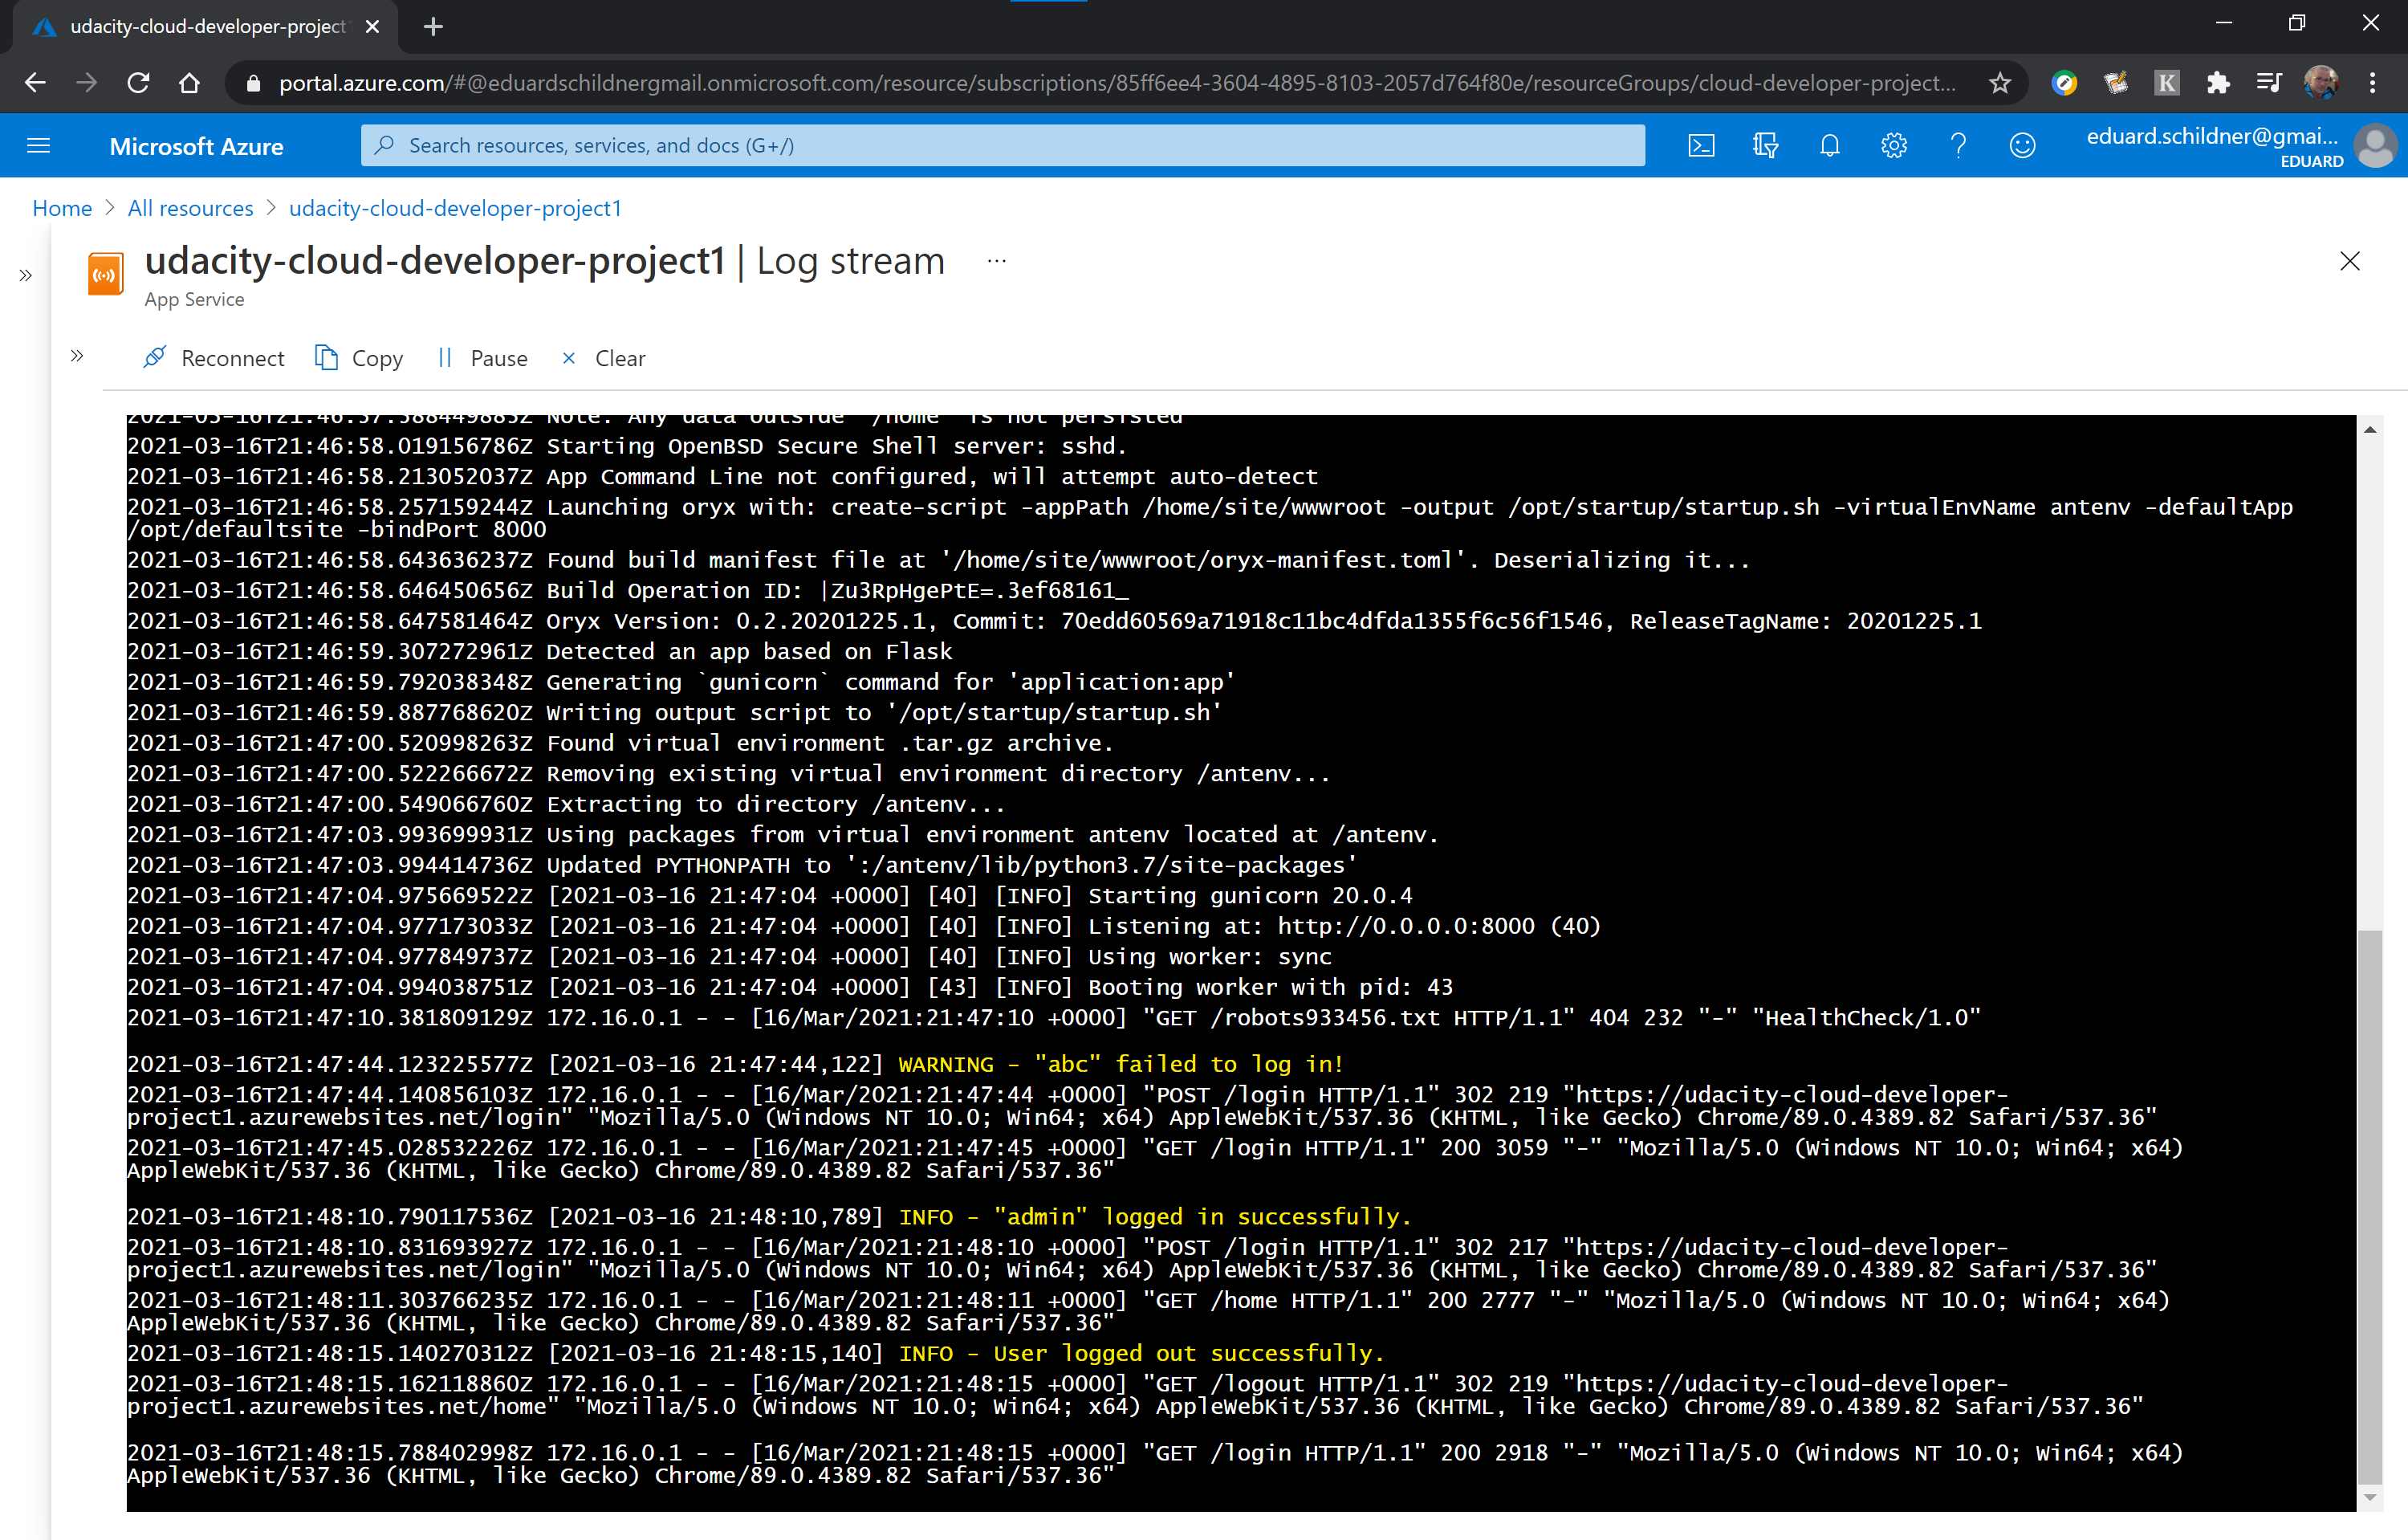 udacity-cloud-developer-project1
portal.azure.com/#@eduardschildnergmail.onmicrosoft.com/resource/subscriptions/85ff6ee4-3604-4895-8103-2057d764f80e/resourceGroups/cloud-developer-project...
K
Microsoft Azure
Search resources, services, and docs (G+/)
eduard.schildner@gmai...
EDUARD
Home > All resources > udacity-cloud-developer-project1
udacity-cloud-developer-project1 | Log stream ...
App Service
Reconnect Copy Pause Clear
2021-03-16T21:46:57.588449885Z Note: Any data outside '/home' is not persisted
2021-03-16T21:46:58.019156786Z Starting OpenBSD Secure Shell server: sshd.
2021-03-16T21:46:58.213052037Z App Command Line not configured, will attempt auto-detect
2021-03-16T21:46:58.257159244Z Launching oryx with: create-script -appPath /home/site/wwwroot -output /opt/startup/startup.sh -virtualEnvName antenv -defaultApp
/opt/defaultsite -bindPort 8000
2021-03-16T21:46:58.643636237Z Found build manifest file at '/home/site/wwwroot/oryx-manifest.toml'. Deserializing it...
2021-03-16T21:46:58.646450656Z Build Operation ID: |Zu3RpHgePtE=.3ef68161_
2021-03-16T21:46:58.647581464Z Oryx Version: 0.2.20201225.1, Commit: 70edd60569a71918c11bc4dfda1355f6c56f1546, ReleaseTagName: 20201225.1
2021-03-16T21:46:59.307272961Z Detected an app based on Flask
2021-03-16T21:46:59.792038348Z Generating `gunicorn` command for 'application:app'
2021-03-16T21:46:59.887768620Z Writing output script to '/opt/startup/startup.sh'
2021-03-16T21:47:00.520998263Z Found virtual environment .tar.gz archive.
2021-03-16T21:47:00.522266672Z Removing existing virtual environment directory /antenv...
2021-03-16T21:47:00.549066760Z Extracting to directory /antenv...
2021-03-16T21:47:03.993699931Z Using packages from virtual environment antenv located at /antenv.
2021-03-16T21:47:03.994414736Z Updated PYTHONPATH to ':/antenv/lib/python3.7/site-packages'
2021-03-16T21:47:04.975669522Z [2021-03-16 21:47:04 +0000] [40] [INFO] Starting gunicorn 20.0.4
2021-03-16T21:47:04.977173033Z [2021-03-16 21:47:04 +0000] [40] [INFO] Listening at: http://0.0.0.0:8000 (40)
2021-03-16T21:47:04.977849737Z [2021-03-16 21:47:04 +0000] [40] [INFO] Using worker: sync
2021-03-16T21:47:04.994038751Z [2021-03-16 21:47:04 +0000] [43] [INFO] Booting worker with pid: 43
2021-03-16T21:47:10.381809129Z 172.16.0.1 - - [16/Mar/2021:21:47:10 +0000] "GET /robots933456.txt HTTP/1.1" 404 232 "-" "HealthCheck/1.0"
2021-03-16T21:47:44.123225577Z [2021-03-16 21:47:44,122] WARNING - "abc" failed to log in!
2021-03-16T21:47:44.140856103Z 172.16.0.1 - - [16/Mar/2021:21:47:44 +0000] "POST /login HTTP/1.1" 302 219 "https://udacity-cloud-developer-
project1.azurewebsites.net/login" "Mozilla/5.0 (Windows NT 10.0; Win64; x64) AppleWebKit/537.36 (KHTML, like Gecko) Chrome/89.0.4389.82 Safari/537.36"
2021-03-16T21:47:45.028532226Z 172.16.0.1 - - [16/Mar/2021:21:47:45 +0000] "GET /login HTTP/1.1" 200 3059 "-" "Mozilla/5.0 (Windows NT 10.0; Win64; x64)
AppleWebKit/537.36 (KHTML, like Gecko) Chrome/89.0.4389.82 Safari/537.36"
2021-03-16T21:48:10.790117536Z [2021-03-16 21:48:10,789] INFO - "admin" logged in successfully.
2021-03-16T21:48:10.831693927Z 172.16.0.1 - - [16/Mar/2021:21:48:10 +0000] "POST /login HTTP/1.1" 302 217 "https://udacity-cloud-developer-
project1.azurewebsites.net/login" "Mozilla/5.0 (Windows NT 10.0; Win64; x64) AppleWebKit/537.36 (KHTML, like Gecko) Chrome/89.0.4389.82 Safari/537.36"
2021-03-16T21:48:11.303766235Z 172.16.0.1 - - [16/Mar/2021:21:48:11 +0000] "GET /home HTTP/1.1" 200 2777 "-" "Mozilla/5.0 (Windows NT 10.0; Win64; x64)
AppleWebKit/537.36 (KHTML, like Gecko) Chrome/89.0.4389.82 Safari/537.36"
2021-03-16T21:48:15.140270312Z [2021-03-16 21:48:15,140] INFO - User logged out successfully.
2021-03-16T21:48:15.162118860Z 172.16.0.1 - - [16/Mar/2021:21:48:15 +0000] "GET /logout HTTP/1.1" 302 219 "https://udacity-cloud-developer-
project1.azurewebsites.net/home" "Mozilla/5.0 (Windows NT 10.0; Win64; x64) AppleWebKit/537.36 (KHTML, like Gecko) Chrome/89.0.4389.82 Safari/537.36"
2021-03-16T21:48:15.788402998Z 172.16.0.1 - - [16/Mar/2021:21:48:15 +0000] "GET /login HTTP/1.1" 200 2918 "-" "Mozilla/5.0 (Windows NT 10.0; Win64; x64)
AppleWebKit/537.36 (KHTML, like Gecko) Chrome/89.0.4389.82 Safari/537.36"